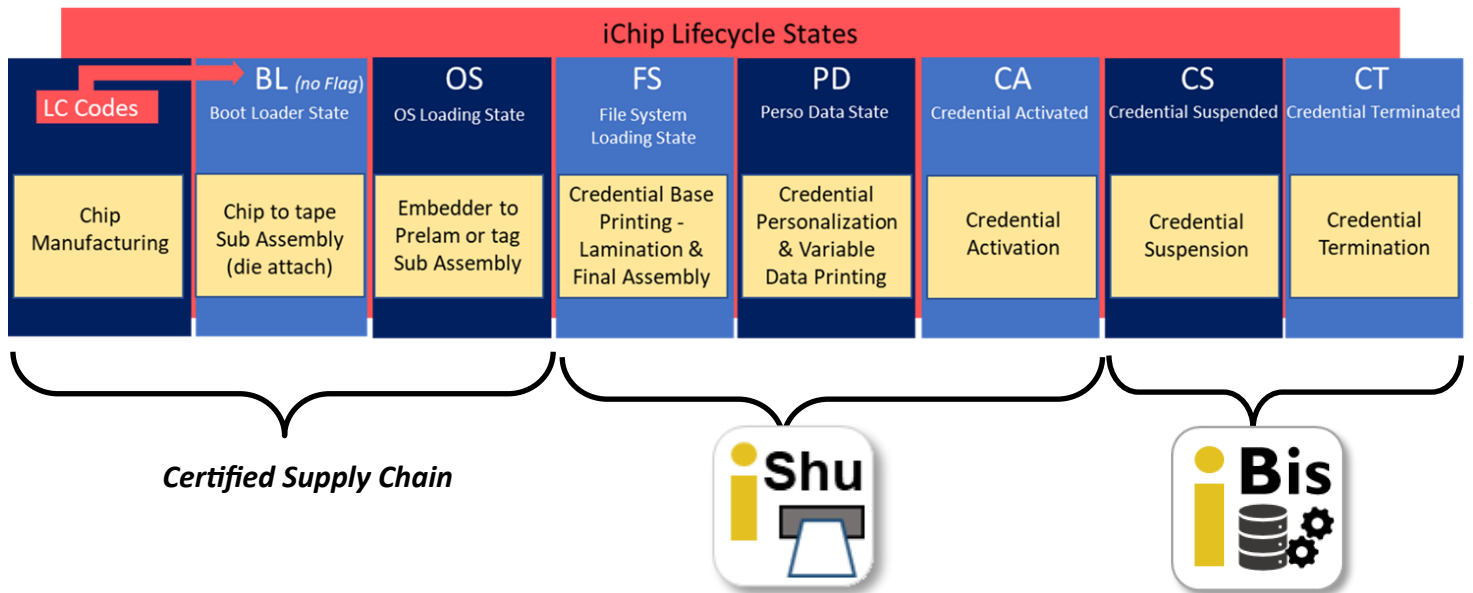 iChip Lifecycle States
LC Codes
BL (no Flag)
Boot Loader State
OS
OS Loading State
FS
File System
Loading State
PD
Perso Data State
CA
Credential Activated
CS
Credential Suspended
CT
Credential Terminated
Chip
Manufacturing
Chip to tape
Sub Assembly
(die attach)
Embedder to
Prelam or tag
Sub Assembly
Credential Base
Printing -
Lamination &
Final Assembly
Credential
Personalization
& Variable
Data Printing
Credential
Activation
Credential
Suspension
Credential
Termination
Certified Supply Chain
iShu
iBis